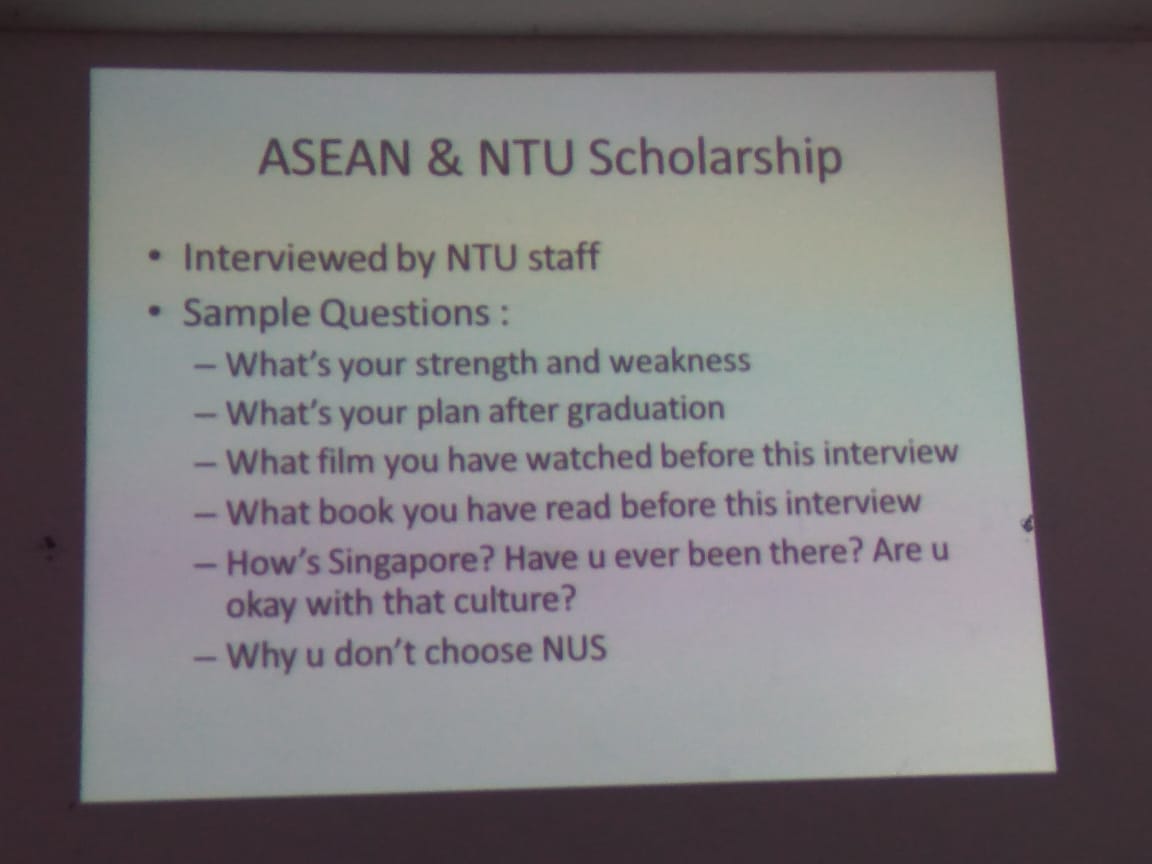 ASEAN & NTU Scholarship
• Interviewed by NTU staff
• Sample Questions :
– What's your strength and weakness
– What's your plan after graduation
– What film you have watched before this interview
– What book you have read before this interview
– How's Singapore? Have u ever been there? Are u
okay with that culture?
– Why u don't choose NUS